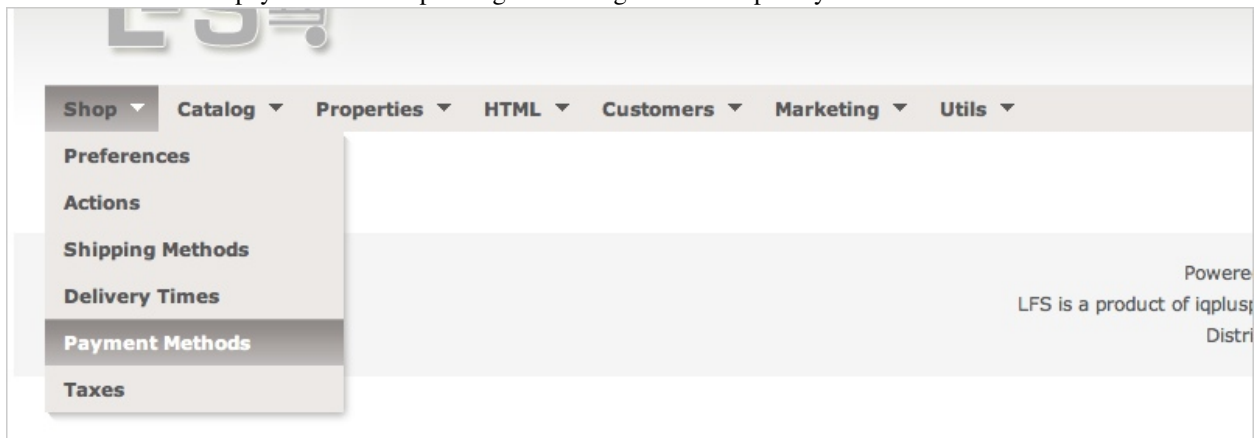 LFS
Shop Catalog Properties HTML Customers Marketing Utils
Preferences
Actions
Shipping Methods
Delivery Times
Payment Methods
Taxes
Powere
LFS is a product of iqplusp
Distri